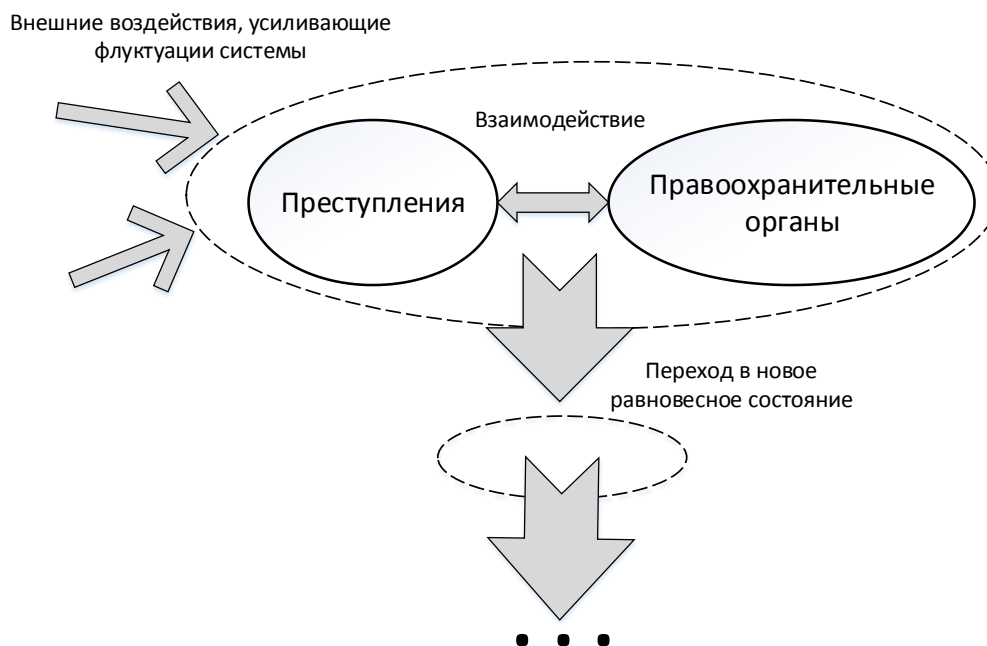 Внешние воздействия, усиливающие
флуктуации системы
Взаимодействие
Преступления
Правоохранительные
органы
Переход в новое
равновесное состояние
. . .